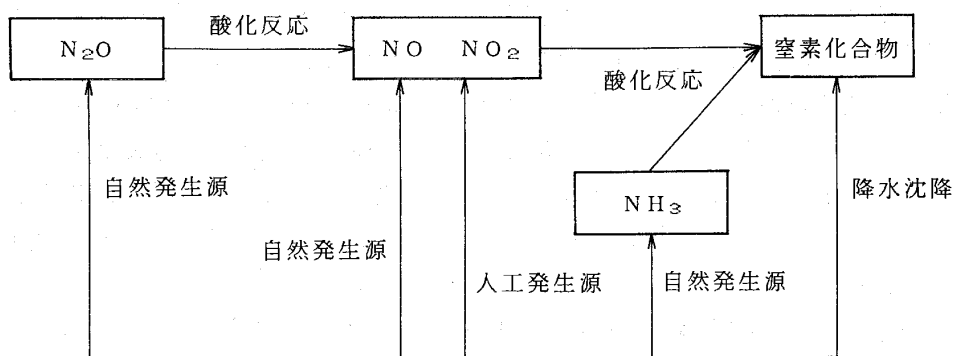 酸化反応
N₂O
NO NO₂
窒素化合物
酸化反応
自然発生源
NH₃
降水沈降
自然発生源
人工発生源
自然発生源